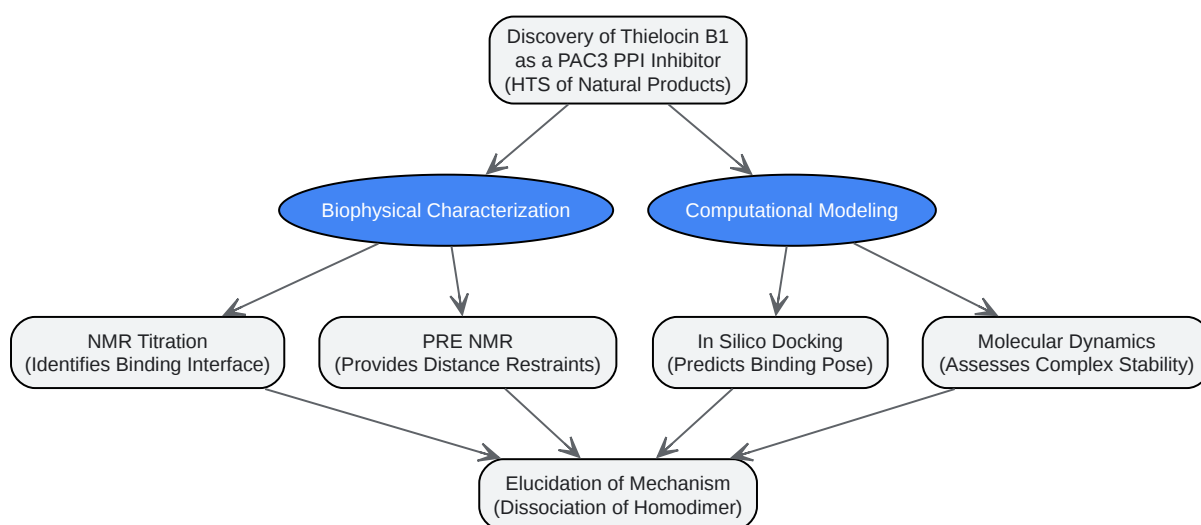 Discovery of Thielocin B1
as a PAC3 PPI Inhibitor
(HTS of Natural Products)
Biophysical Characterization
Computational Modeling
NMR Titration
(Identifies Binding Interface)
PRE NMR
(Provides Distance Restraints)
In Silico Docking
(Predicts Binding Pose)
Molecular Dynamics
(Assesses Complex Stability)
Elucidation of Mechanism
(Dissociation of Homodimer)